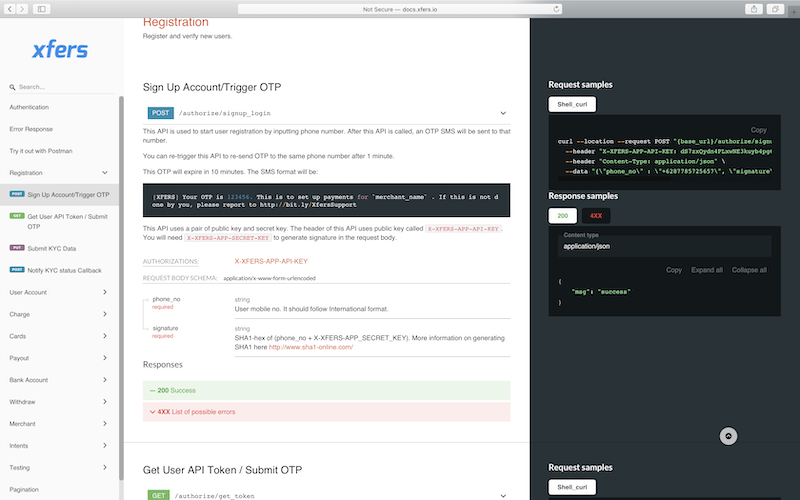 Not Secure — docs.xfers.io
xfers
Search...
Authentication
Error Response
Try it out with Postman
Registration
POST Sign Up Account/Trigger OTP
GET Get User API Token / Submit
OTP
PUT Submit KYC Data
POST Notify KYC status Callback
User Account
Charge
Cards
Payout
Bank Account
Withdraw
Merchant
Intents
Testing
Pagination
Registration
Register and verify new users.
Sign Up Account/Trigger OTP
POST /authorize/signup_login
This API is used to start user registration by inputting phone number. After this API is called, an OTP SMS will be sent to that
number.
You can re-trigger this API to re-send OTP to the same phone number after 1 minute.
This OTP will expire in 10 minutes. The SMS format will be:
[XFERS] Your OTP is 123456. This is to set up payments for `merchant_name` . If this is not d
one by you, please report to http://bit.ly/XfersSupport
This API uses a pair of public key and secret key. The header of this API uses public key called X-XFERS-APP-API-KEY .
You will need X-XFERS-APP-SECRET-KEY to generate signature in the request body.
AUTHORIZATIONS: X-XFERS-APP-API-KEY
REQUEST BODY SCHEMA: application/x-www-form-urlencoded
phone_no
required
string
User mobile no. It should follow International format.
signature
required
string
SHA1-hex of (phone_no + X-XFERS-APP_SECRET_KEY). More information on generating
SHA1 here http://www.sha1-online.com/
Responses
— 200 Success
4XX List of possible errors
Get User API Token / Submit OTP
GET /authorize/get_token
Request samples
Shell_curl
Copy
curl --location --request POST "{base_url}/authorize/signu
--header "X-XFERS-APP-API-KEY:
--header "Content-Type: application/json" \
--data "{\"phone_no\" : \"+6287785725657\", \"signature\
Response samples
200 4XX
Content type
application/json
Copy Expand all Collapse all
{
"msg": "success"
}
Request samples
Shell_curl